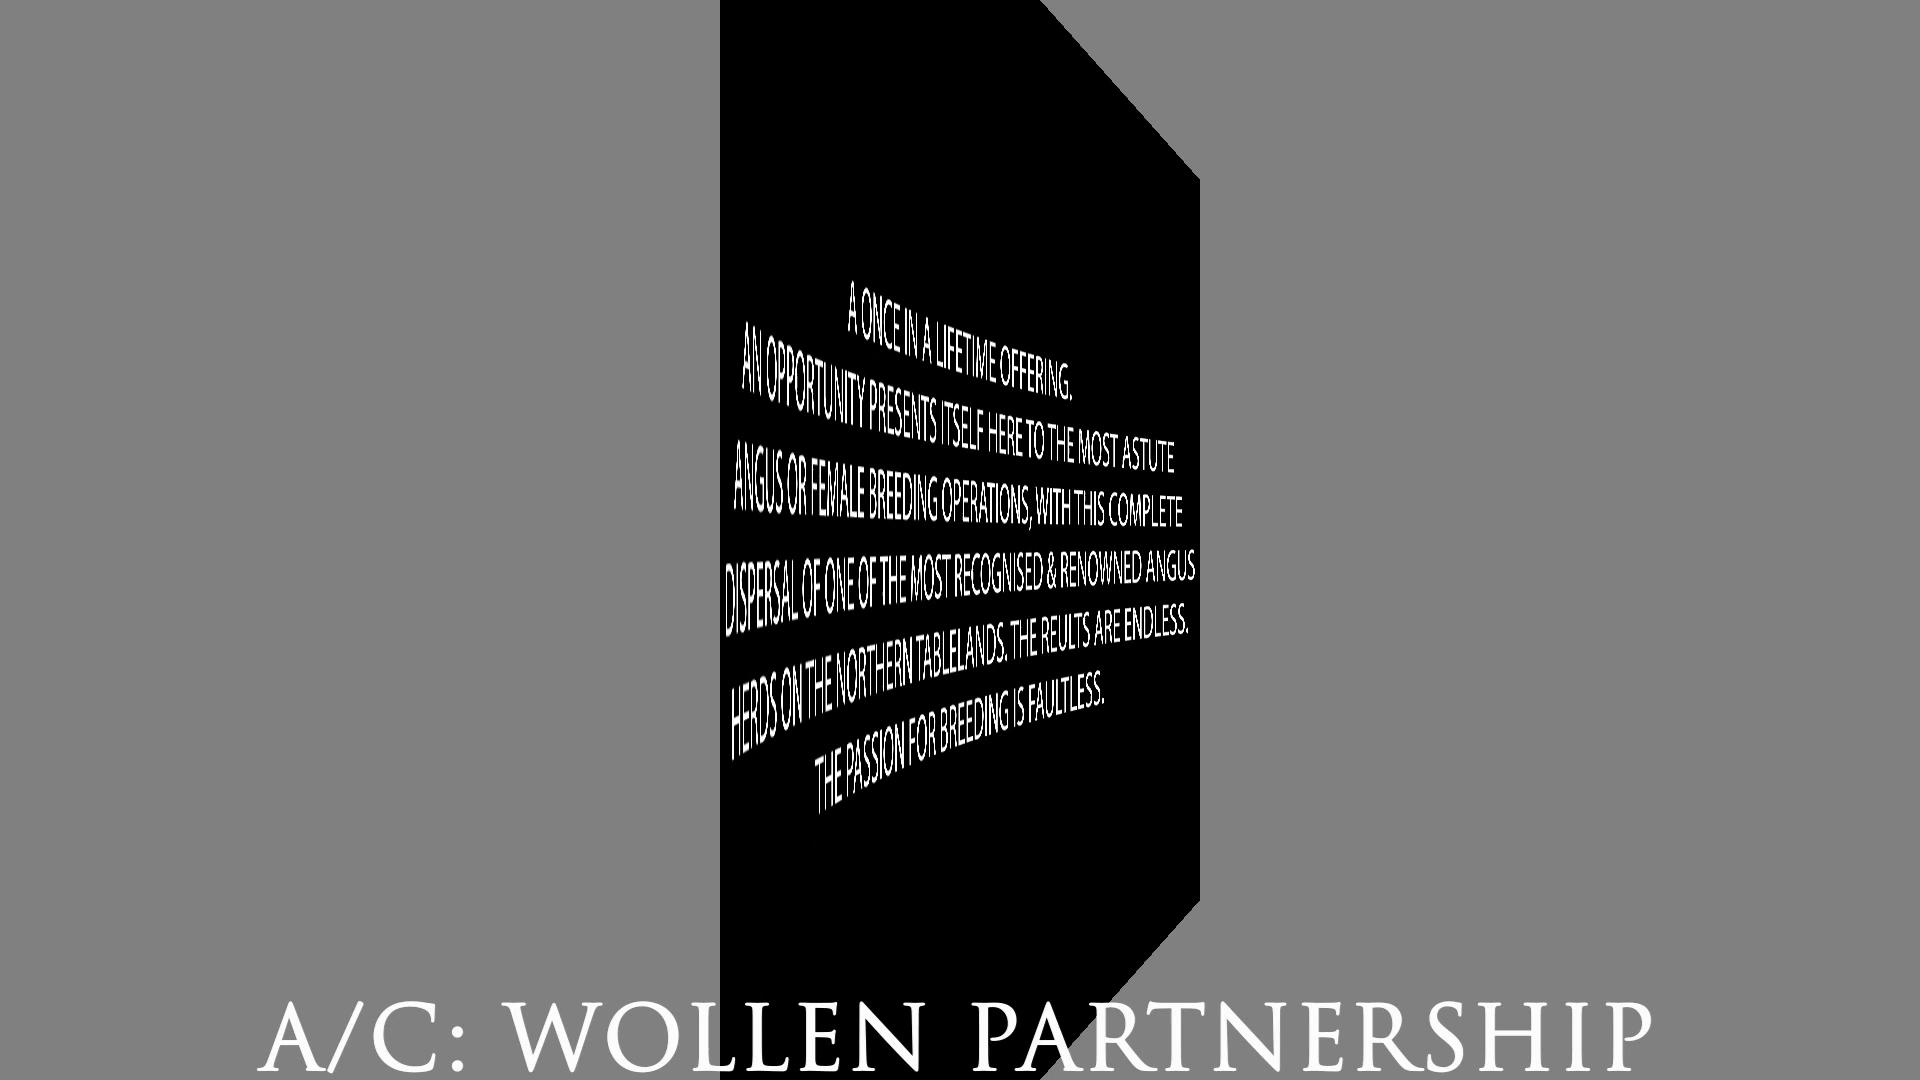 A ONCE IN A LIFETIME OFFERING.
AN OPPORTUNITY PRESENTS ITSELF HERE TO THE MOST ASTUTE
ANGUS OR FEMALE BREEDING OPERATIONS, WITH THIS COMPLETE
DISPERSAL OF ONE OF THE MOST RECOGNISED & RENOWNED ANGUS
HERDS ON THE NORTHERN TABLELANDS. THE REULTS ARE ENDLESS.
THE PASSION FOR BREEDING IS FAULTLESS.
A/C: WOLLEN PARTNERSHIP